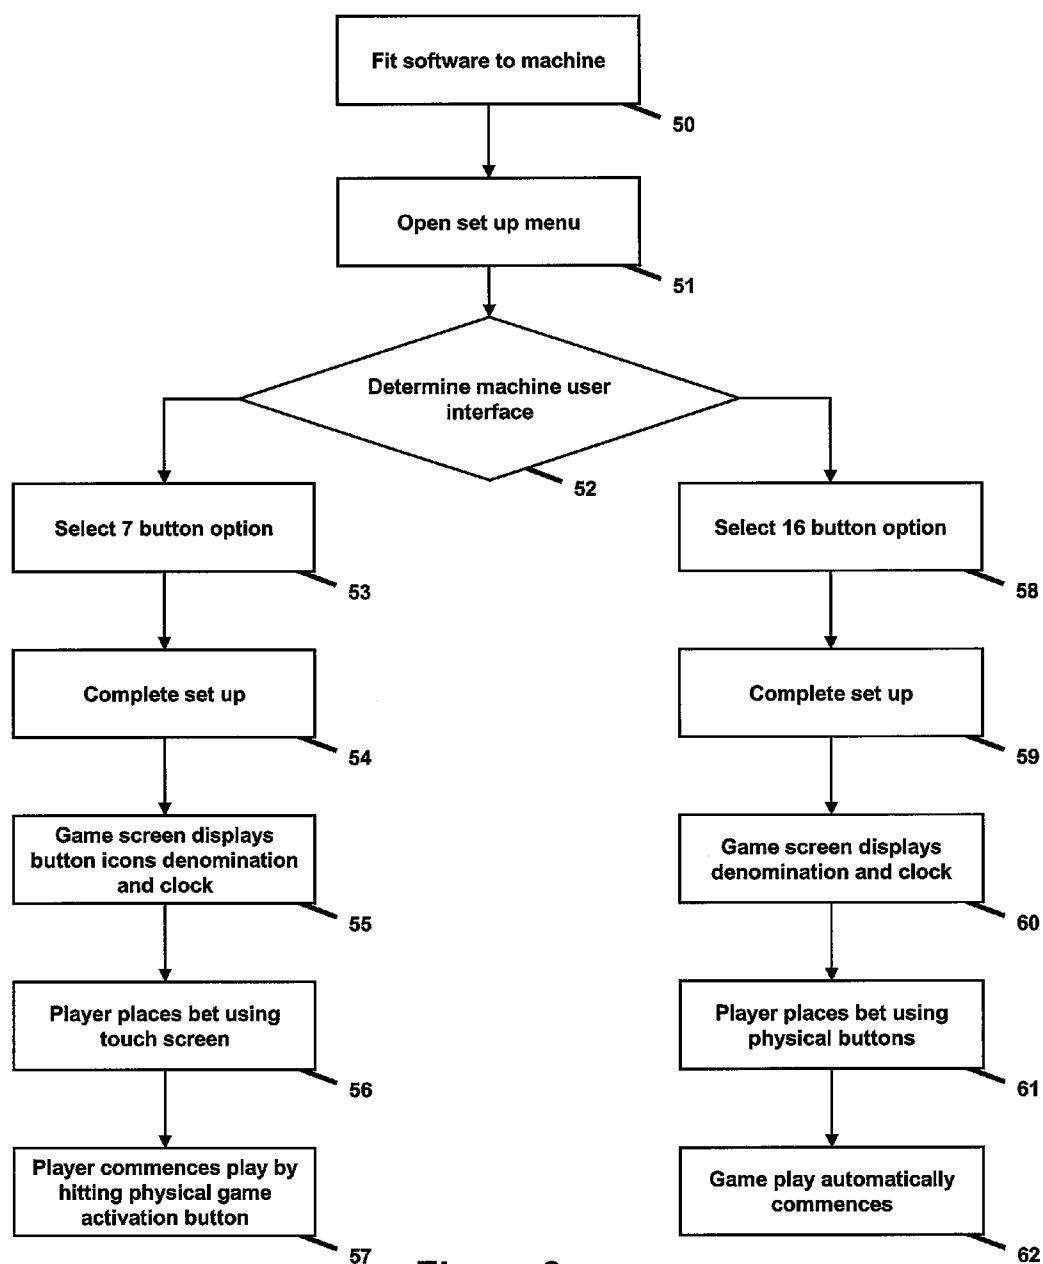 Fit software to machine
50
Open set up menu
51
Determine machine user
interface
52
Select 7 button option
53
Complete set up
54
Game screen displays
button icons denomination
and clock
55
Player places bet using
touch screen
56
Player commences play by
hitting physical game
activation button
57
Select 16 button option
58
Complete set up
59
Game screen displays
denomination and clock
60
Player places bet using
physical buttons
61
Game play automatically
commences
62